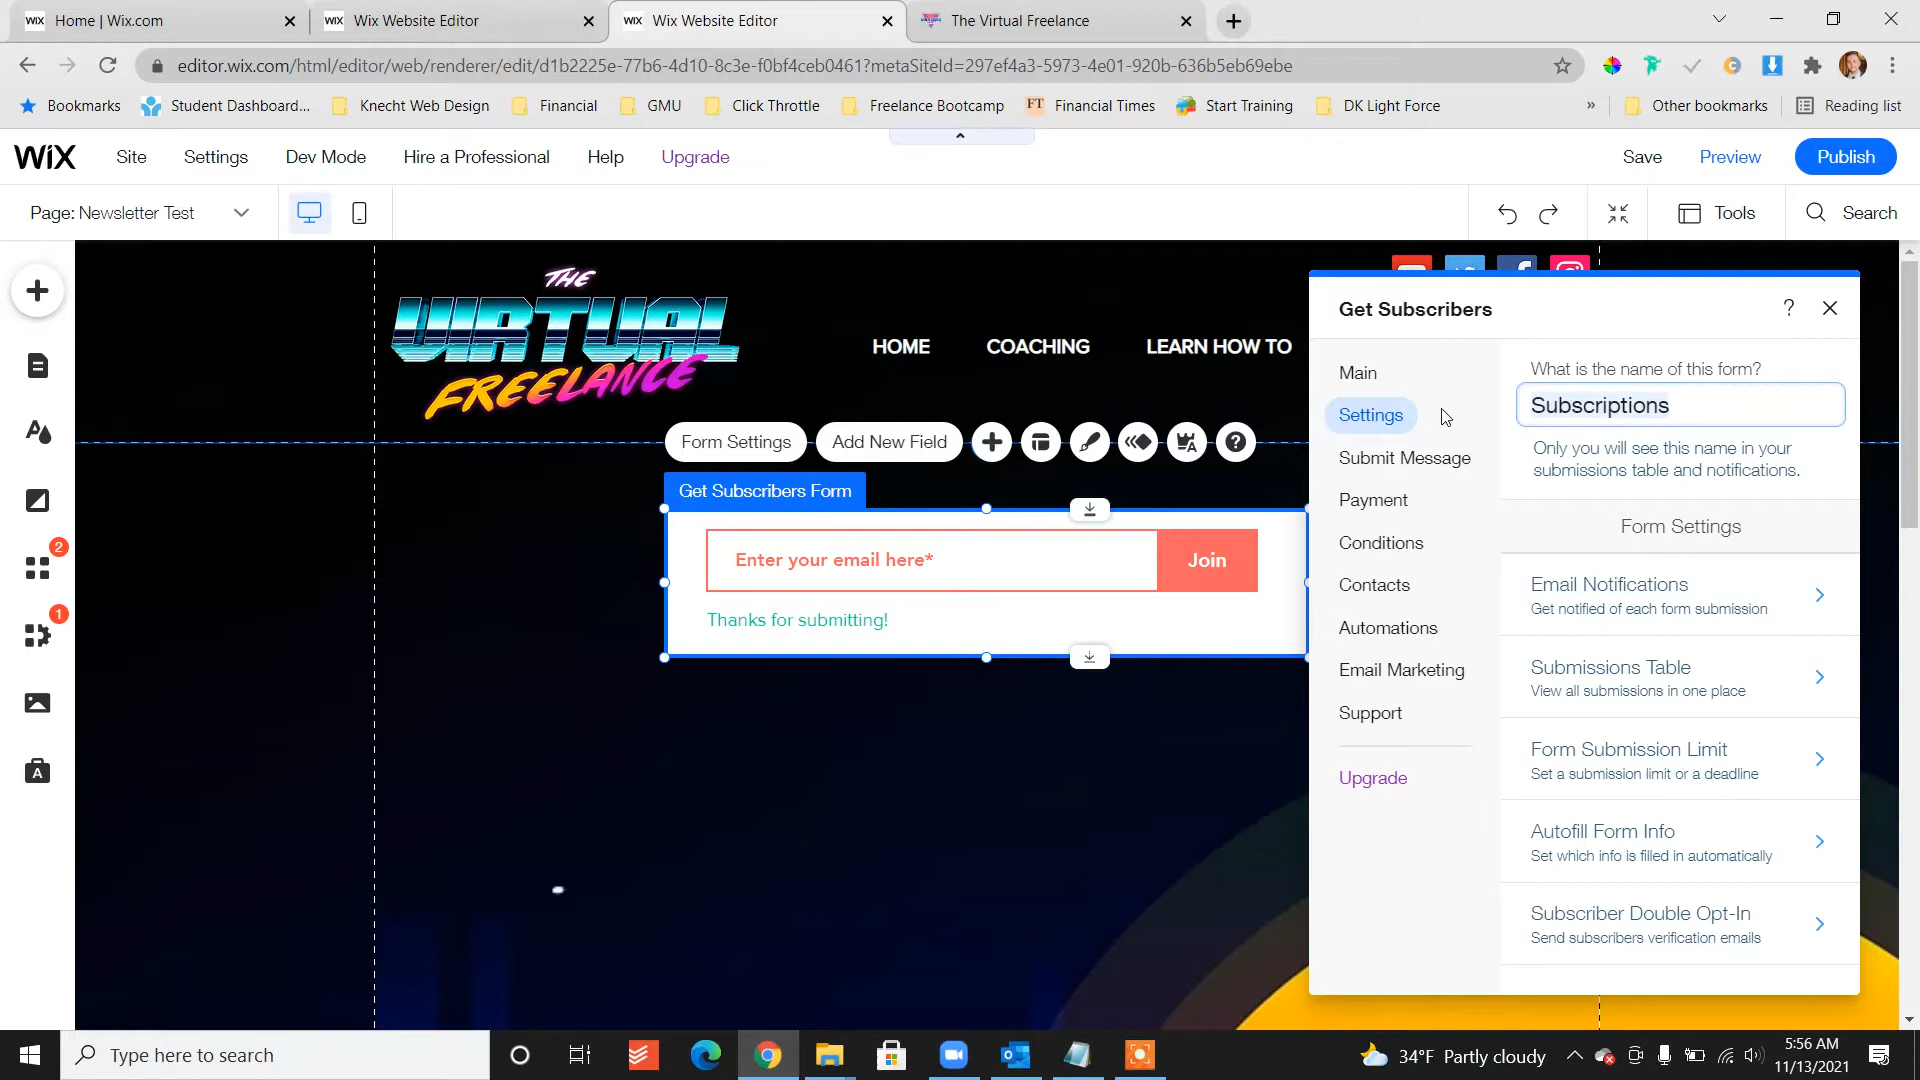 WIX Home | Wix.com
WIX Wix Website Editor
WIX Wix Website Editor
The Virtual Freelance
editor.wix.com/html/editor/web/renderer/edit/d1b2225e-77b6-4d10-8c3e-f0bf4ceb0461?metaSiteId=297ef4a3-5973-4e01-920b-636b5eb69ebe
Bookmarks
Student Dashboard...
Knecht Web Design
Financial
GMU
Click Throttle
Freelance Bootcamp
FT Financial Times
Start Training
DK Light Force
»
Other bookmarks
Reading list
WiX
Site
Settings
Dev Mode
Hire a Professional
Help
Upgrade
Save
Preview
Publish
Page: Newsletter Test
Tools
Search
THE
VIRTUAL
FREELANCE
HOME
COACHING
LEARN HOW TO
2
1
A
Form Settings
Add New Field
Get Subscribers Form
Enter your email here*
Join
Thanks for submitting!
Get Subscribers
?
Main
Settings
Submit Message
Payment
Conditions
Contacts
Automations
Email Marketing
Support
Upgrade
What is the name of this form?
Subscriptions
Only you will see this name in your
submissions table and notifications.
Form Settings
Email Notifications
Get notified of each form submission
Submissions Table
View all submissions in one place
Form Submission Limit
Set a submission limit or a deadline
Autofill Form Info
Set which info is filled in automatically
Subscriber Double Opt-In
Send subscribers verification emails
Type here to search
34°F Partly cloudy
5:56 AM
11/13/2021